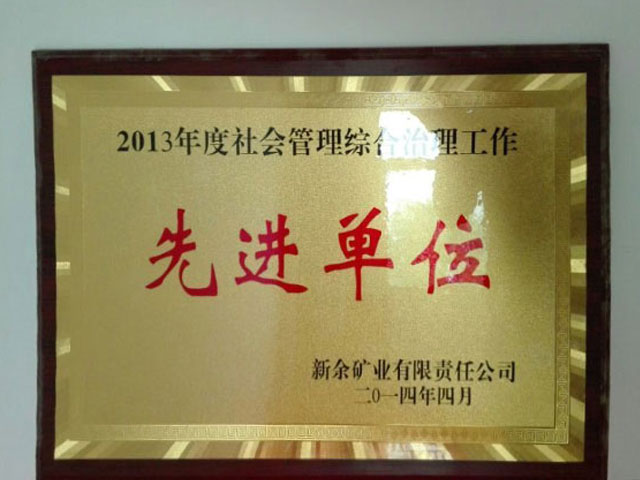 2013年度社会管理综合治理工作
先进单位
新余矿业有限责任公司
二0一四年四月